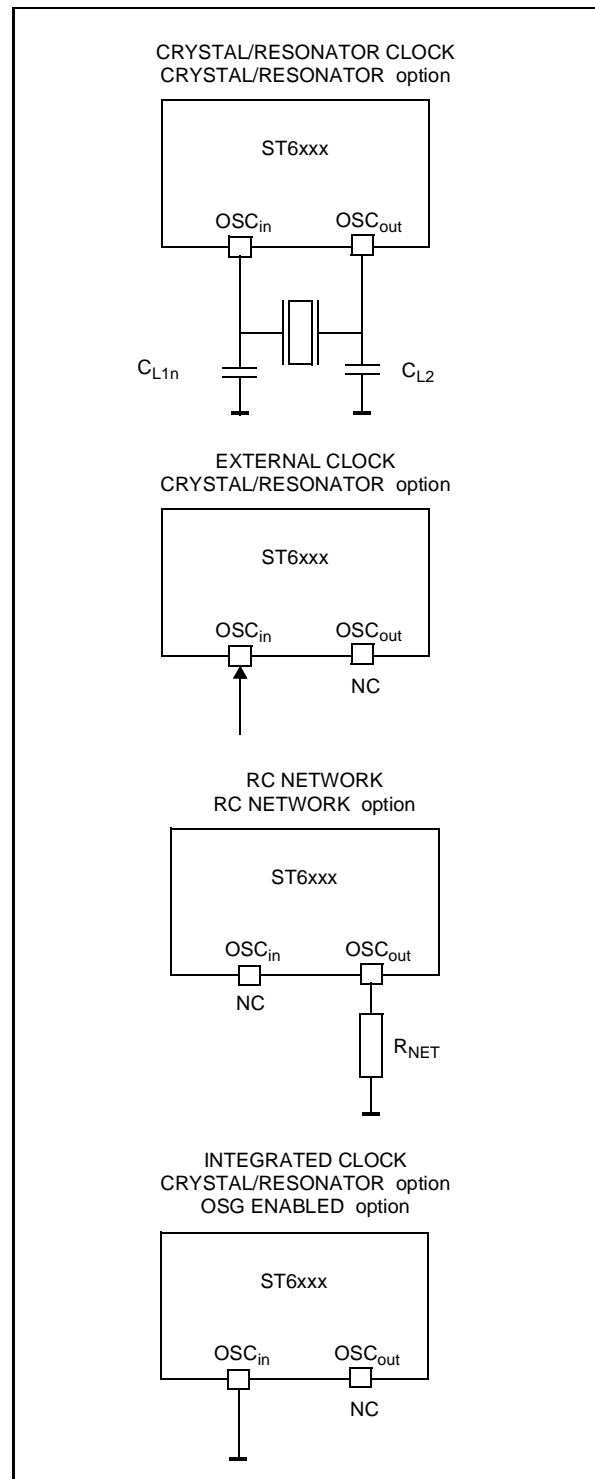 CRYSTAL/RESONATOR CLOCK
CRYSTAL/RESONATOR option
ST6xxx
OSCin OSCout
CL1n CL2
EXTERNAL CLOCK
CRYSTAL/RESONATOR option
ST6xxx
OSCin OSCout
NC
RC NETWORK
RC NETWORK option
ST6xxx
OSCin OSCout
NC
RNET
INTEGRATED CLOCK
CRYSTAL/RESONATOR option
OSG ENABLED option
ST6xxx
OSCin OSCout
NC